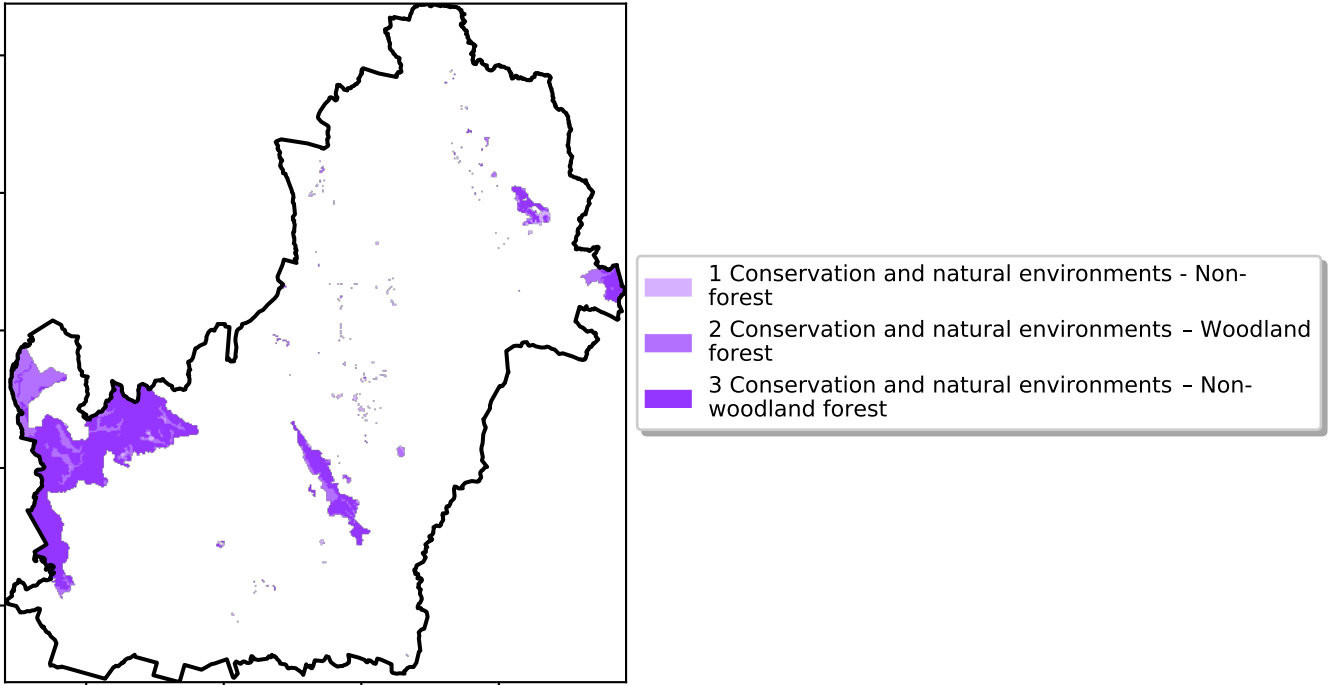 1 Conservation and natural environments - Non-
forest
2 Conservation and natural environments – Woodland
forest
3 Conservation and natural environments – Non-
woodland forest